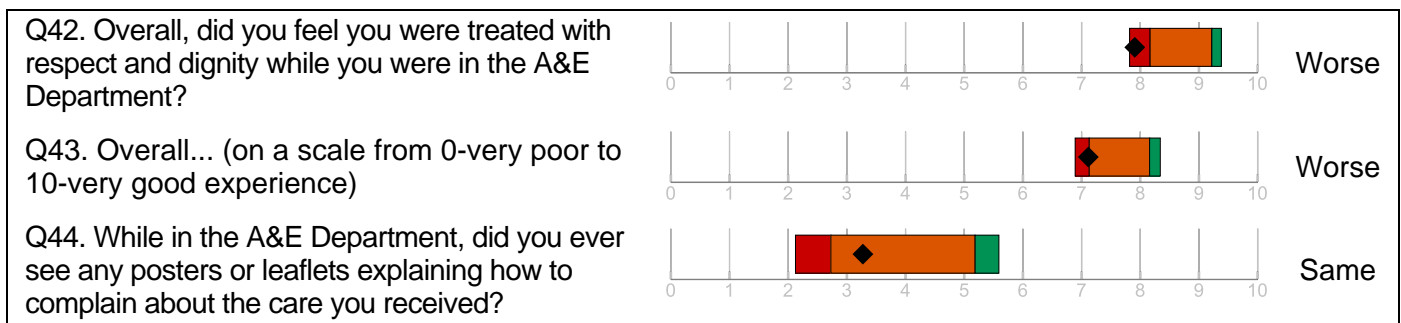 Q42. Overall, did you feel you were treated with
respect and dignity while you were in the A&E
Department?
0 1 2 3 4 5 6 7 8 9 10
Worse
Q43. Overall... (on a scale from 0-very poor to
10-very good experience)
0 1 2 3 4 5 6 7 8 9 10
Worse
Q44. While in the A&E Department, did you ever
see any posters or leaflets explaining how to
complain about the care you received?
0 1 2 3 4 5 6 7 8 9 10
Same